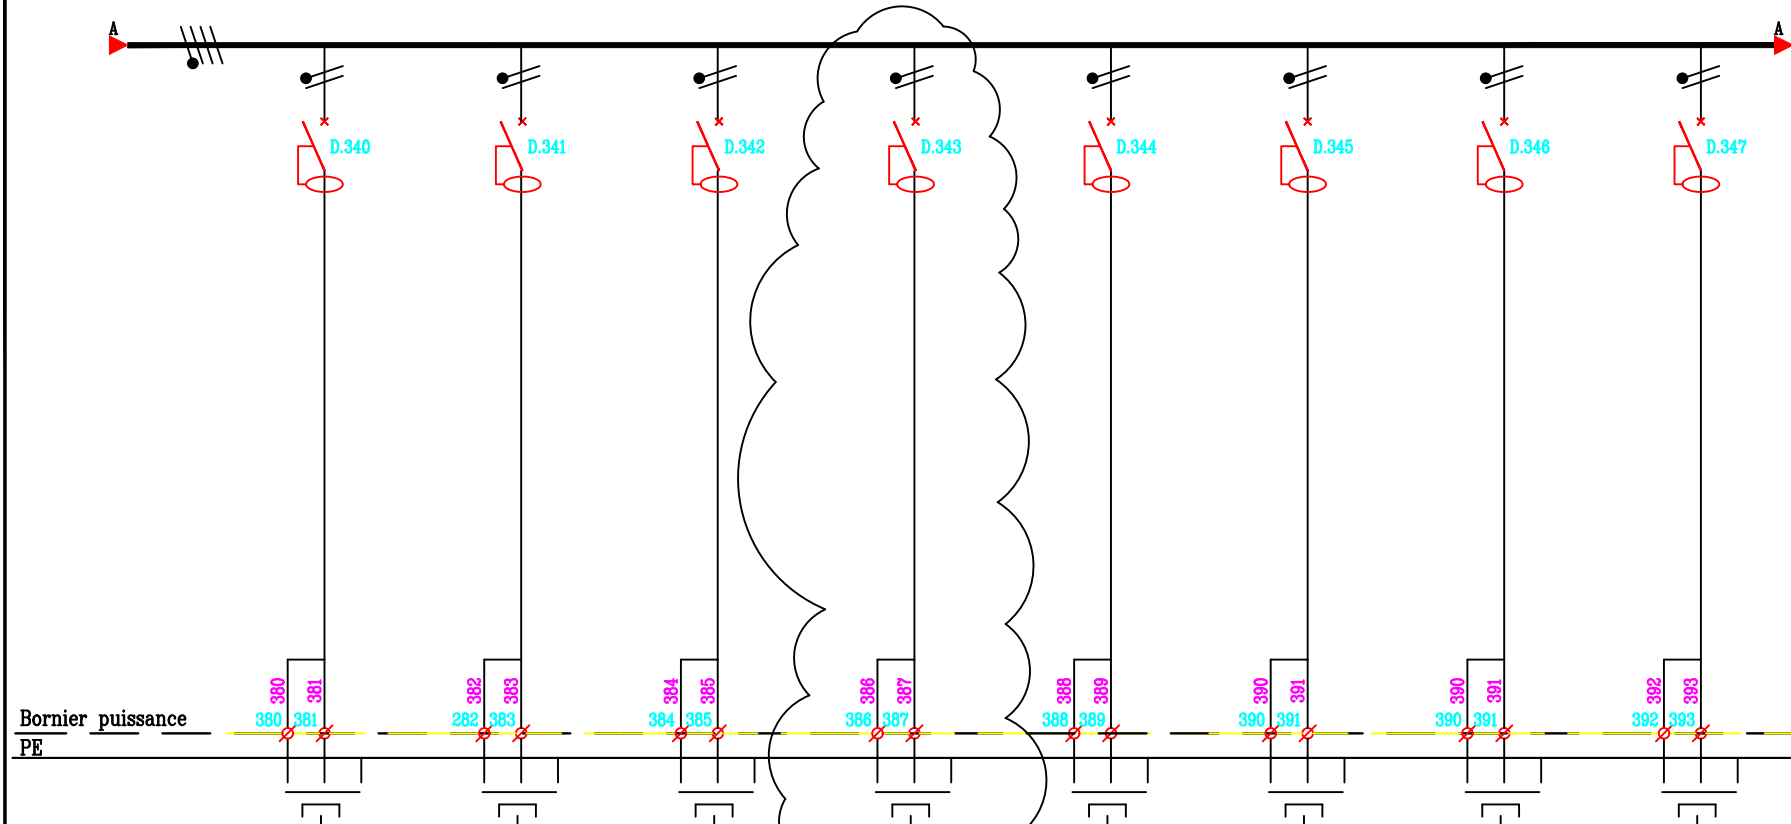 A A
D.340 D.341 D.342 D.343 D.344 D.345 D.346 D.347
380 381 382 383 384 385 386 387 388 389 390 391 390 391 392 393
Bornier puissance 380 381 282 383 384 385 386 387 388 389 390 391 390 391 392 393
PE